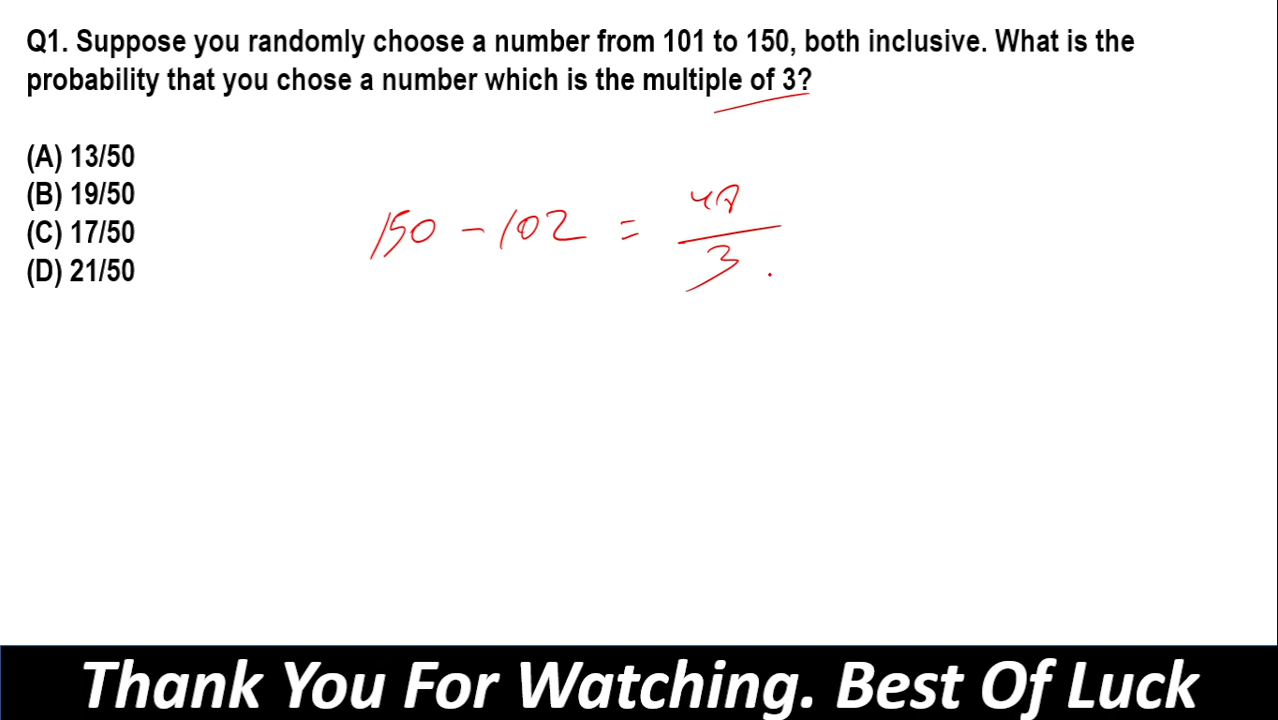 Q1. Suppose you randomly choose a number from 101 to 150, both inclusive. What is the
probability that you chose a number which is the multiple of 3?
(A) 13/50
(B) 19/50
(C) 17/50
(D) 21/50
150 - 102 = 48/3
Thank You For Watching. Best Of Luck